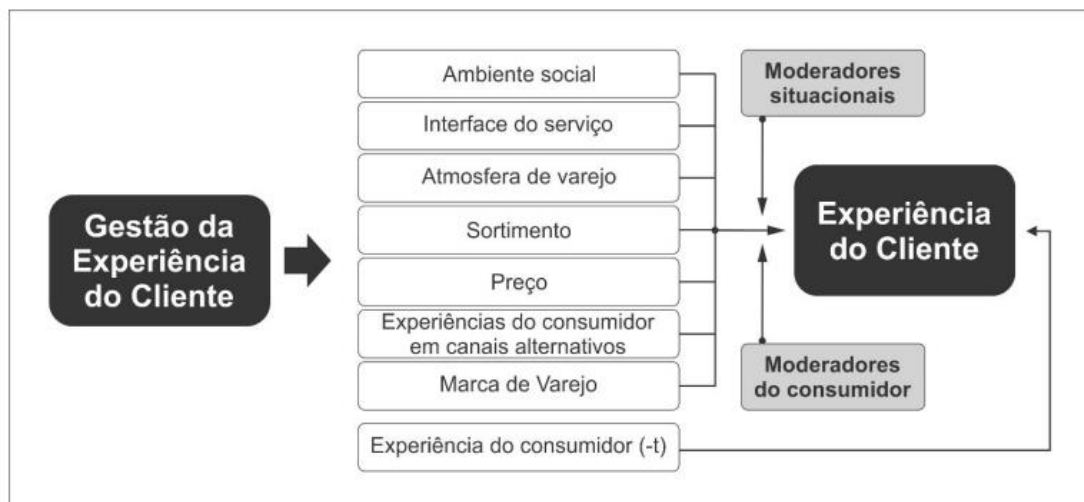 Gestão da
Experiência
do Cliente
Ambiente social
Interface do serviço
Atmosfera de varejo
Sortimento
Preço
Experiências do consumidor
em canais alternativos
Marca de Varejo
Experiência do consumidor (-t)
Moderadores
situacionais
Experiência
do Cliente
Moderadores
do consumidor